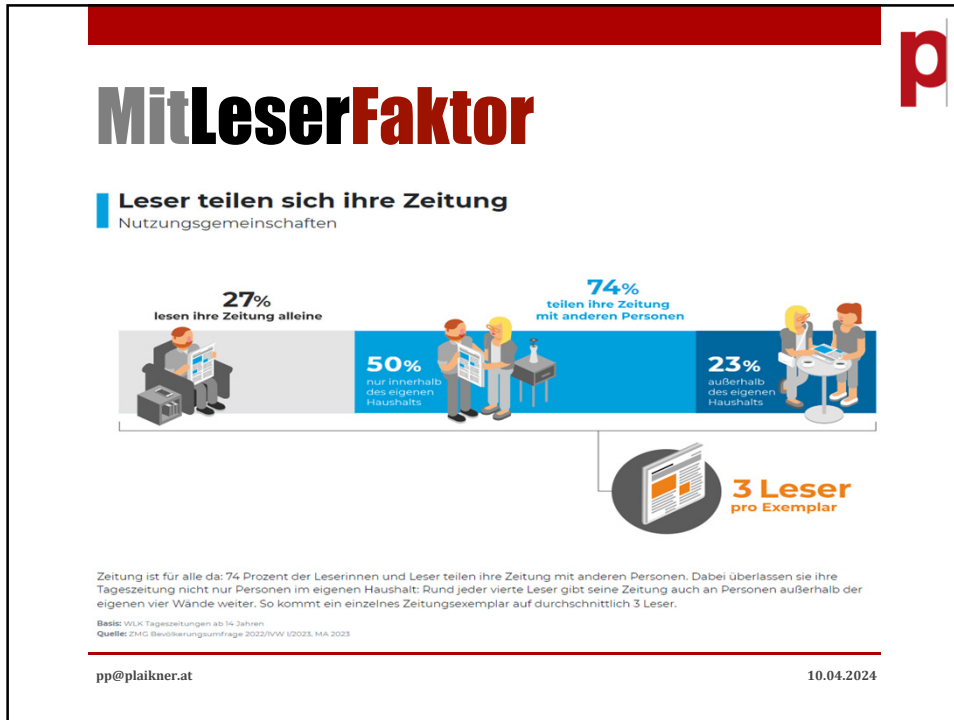 p
MitLeserFaktor
Leser teilen sich ihre Zeitung
Nutzungsgemeinschaften
27%
lesen ihre Zeitung alleine
74%
teilen ihre Zeitung
mit anderen Personen
50%
nur innerhalb
des eigenen
Haushalts
23%
außerhalb
des eigenen
Haushalts
3 Leser
pro Exemplar
Zeitung ist für alle da: 74 Prozent der Leserinnen und Leser teilen ihre Zeitung mit anderen Personen. Dabei überlassen sie ihre
Tageszeitung nicht nur Personen im eigenen Haushalt: Rund jeder vierte Leser gibt seine Zeitung auch an Personen außerhalb der
eigenen vier Wände weiter. So kommt ein einzelnes Zeitungsexemplar auf durchschnittlich 3 Leser.
Basis: WLK Tageszeitungen ab 14 Jahren
Quelle: ZMG Bevölkerungsumfrage 2022/IVW I/2023, MA 2023
pp@plaikner.at
10.04.2024